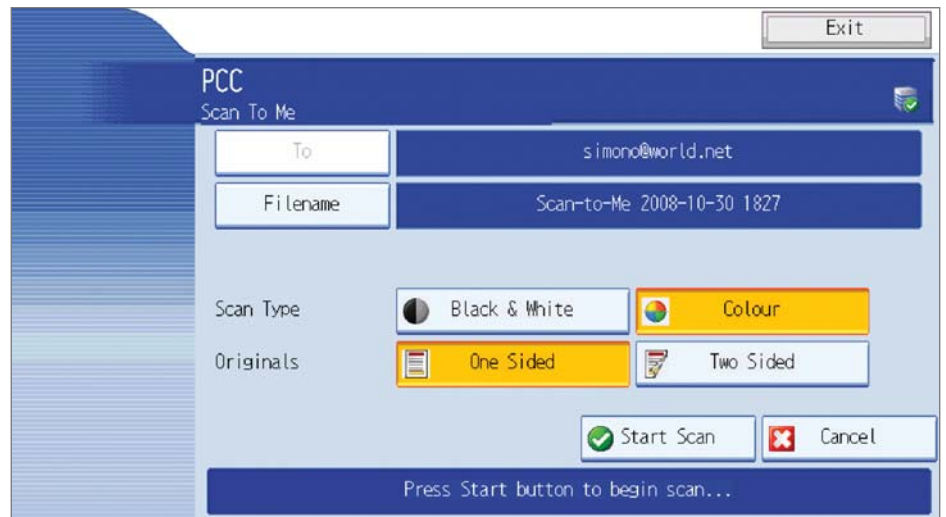 Exit
PCC
Scan To Me
To simono@world.net
Filename Scan-to-Me 2008-10-30 1827
Scan Type Black & White Colour
Originals One Sided Two Sided
Start Scan Cancel
Press Start button to begin scan...